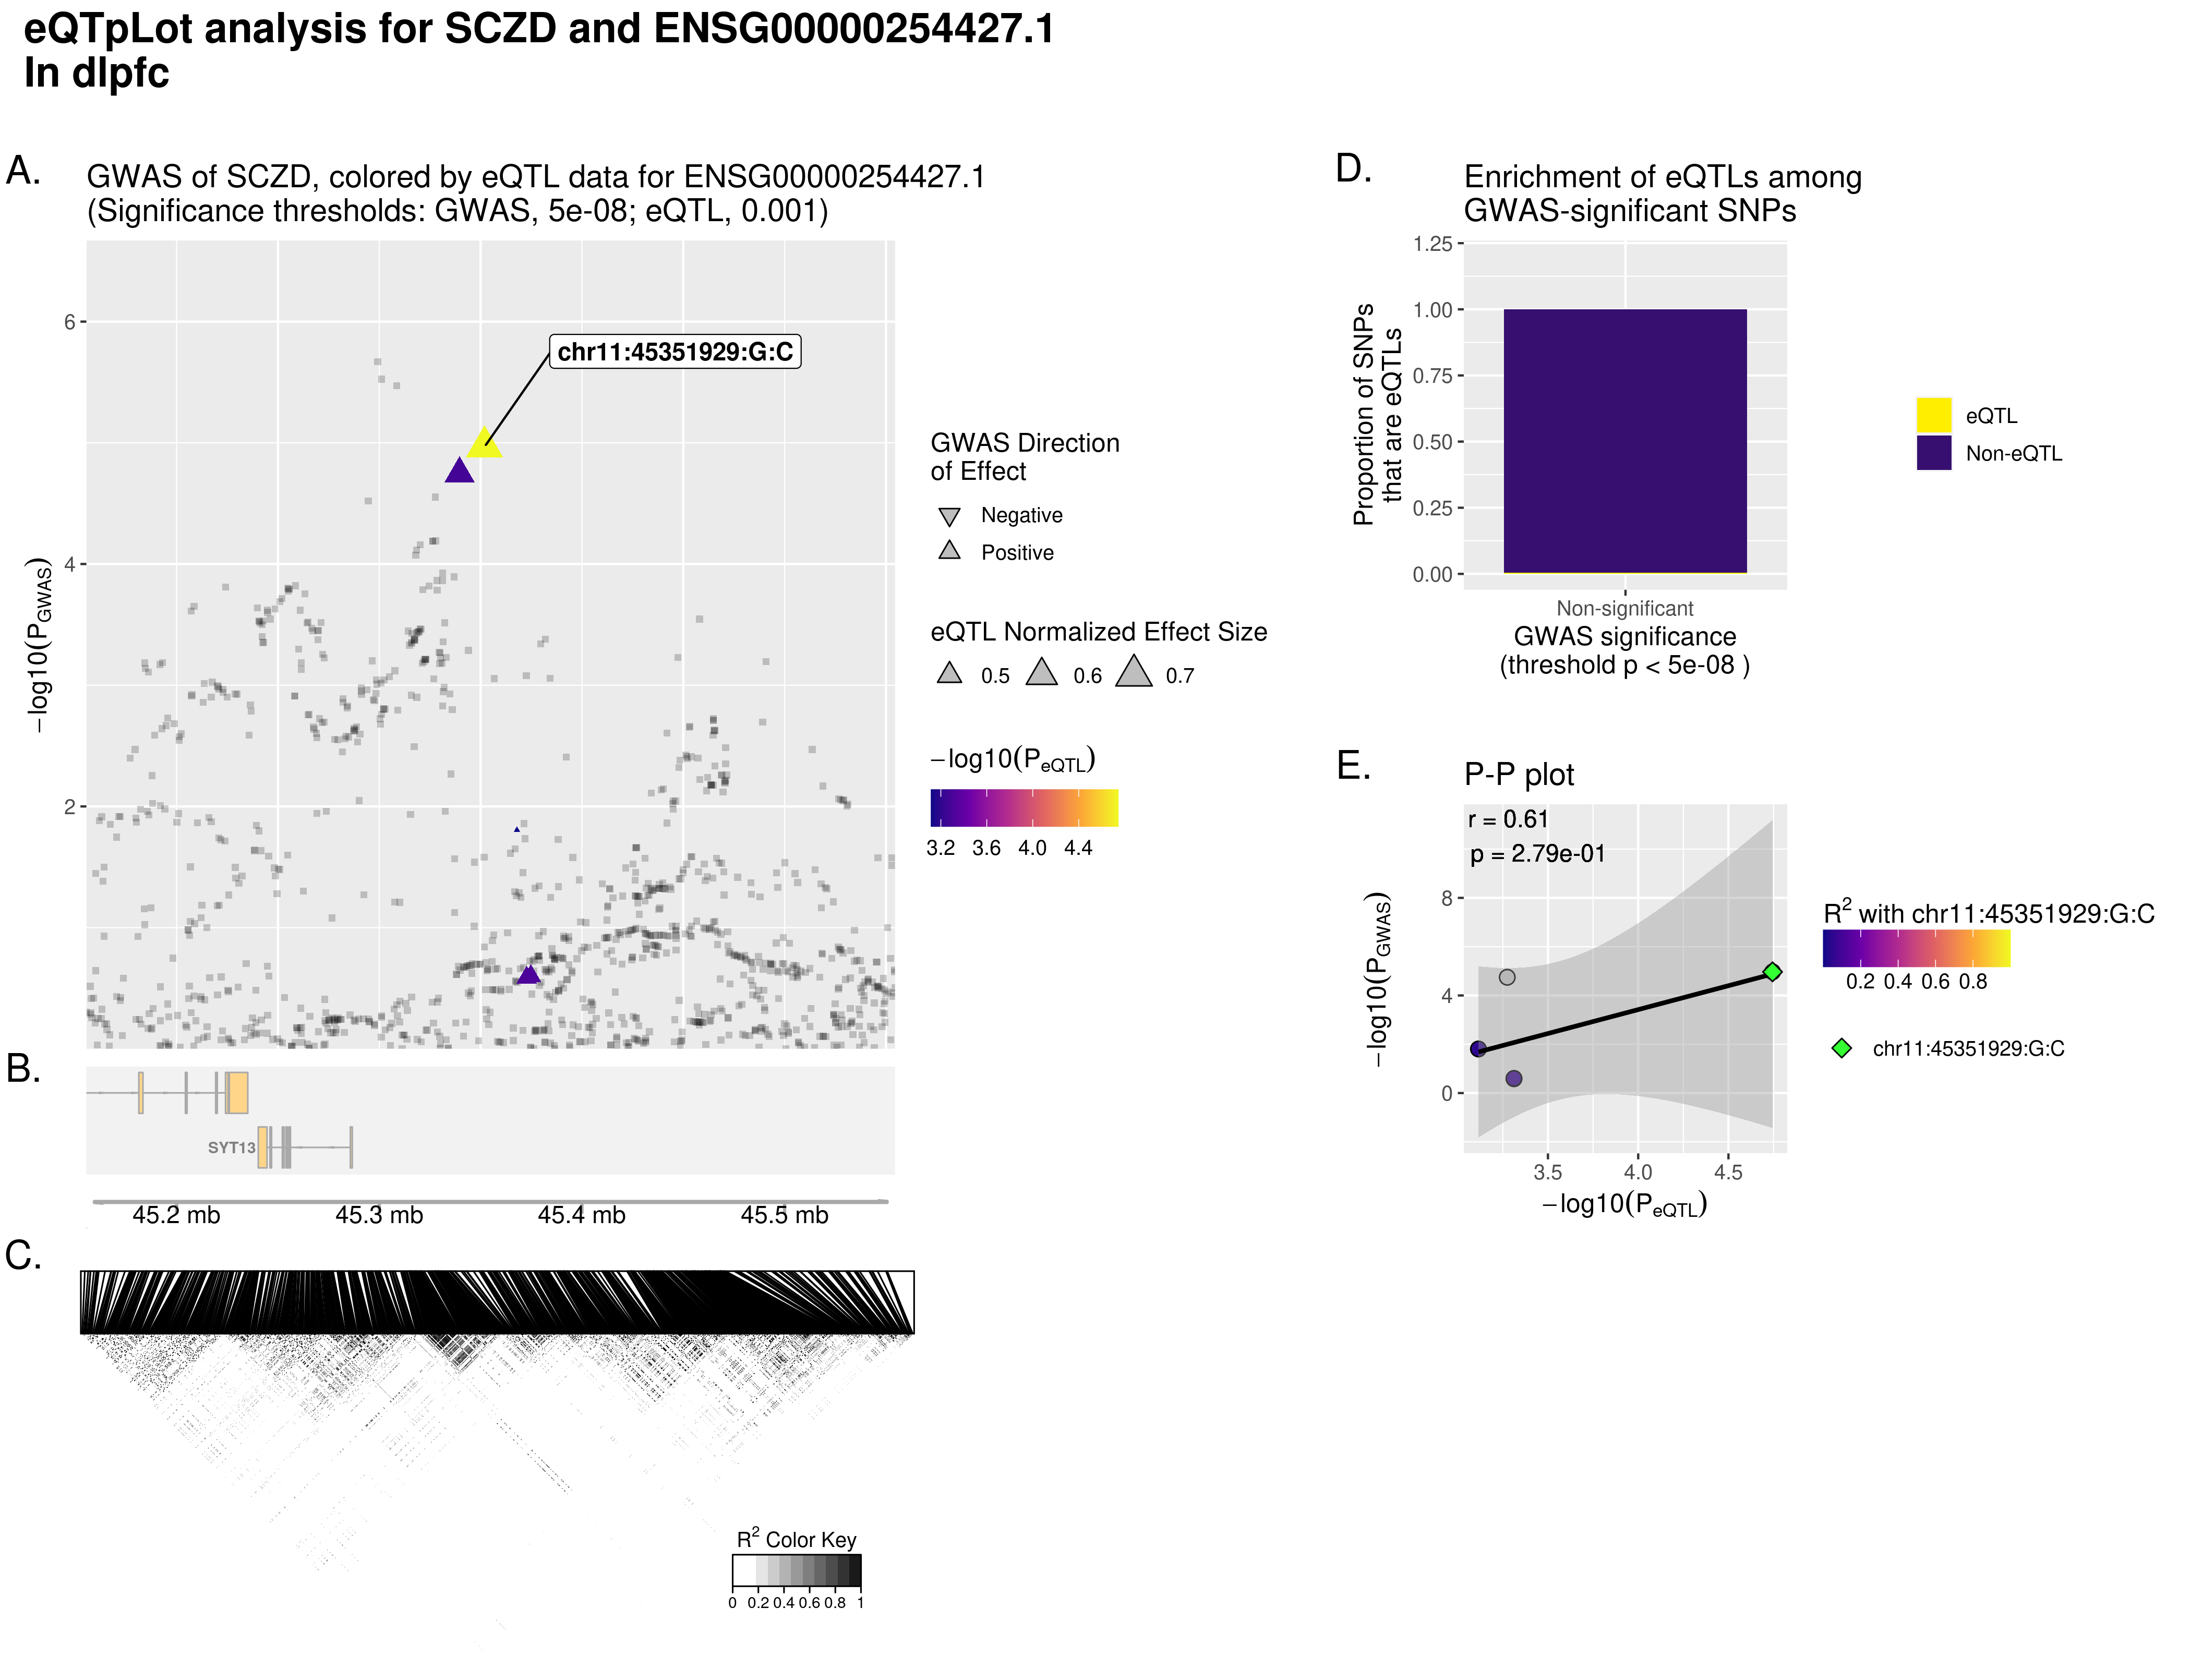 eQTpLot analysis for SCZD and ENSG00000254427.1
In dlpfc
A.
GWAS of SCZD, colored by eQTL data for ENSG00000254427.1
(Significance thresholds: GWAS, 5e-08; eQTL, 0.001)
−log10(PGWAS)
6
4
2
chr11:45351929:G:C
GWAS Direction
of Effect
Negative
Positive
eQTL Normalized Effect Size
0.5 0.6 0.7
−log10(PeQTL)
3.2 3.6 4.0 4.4
B.
SYT13
45.2 mb 45.3 mb 45.4 mb 45.5 mb
C.
R2 Color Key
0 0.2 0.4 0.6 0.8 1
D.
Enrichment of eQTLs among
GWAS-significant SNPs
Proportion of SNPs
that are eQTLs
1.25
1.00
0.75
0.50
0.25
0.00
Non-significant
GWAS significance
(threshold p < 5e-08 )
eQTL
Non-eQTL
E.
P-P plot
r = 0.61
p = 2.79e-01
−log10(PGWAS)
8
4
0
3.5 4.0 4.5
−log10(PeQTL)
R2 with chr11:45351929:G:C
0.2 0.4 0.6 0.8
chr11:45351929:G:C